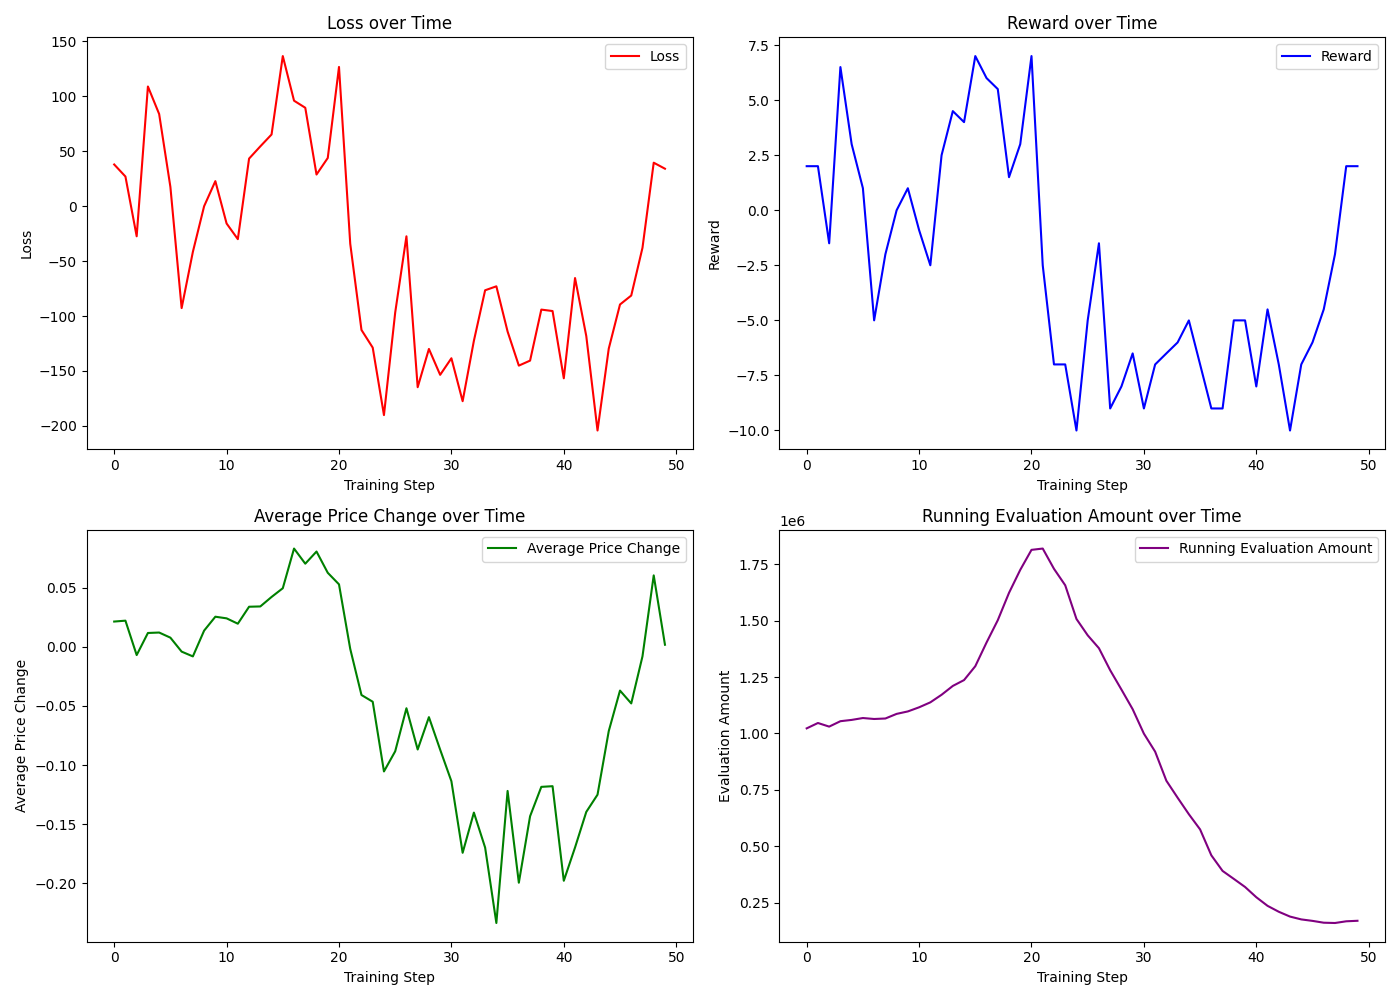 Loss over Time
Loss
150
100
50
0
−50
−100
−150
−200
Loss
0 10 20 30 40 50
Training Step
Reward over Time
Reward
7.5
5.0
2.5
0.0
−2.5
−5.0
−7.5
−10.0
Reward
0 10 20 30 40 50
Training Step
Average Price Change over Time
Average Price Change
0.05
0.00
−0.05
−0.10
−0.15
−0.20
Average Price Change
0 10 20 30 40 50
Training Step
Running Evaluation Amount over Time
1e6
Running Evaluation Amount
1.75
1.50
1.25
1.00
0.75
0.50
0.25
Evaluation Amount
0 10 20 30 40 50
Training Step